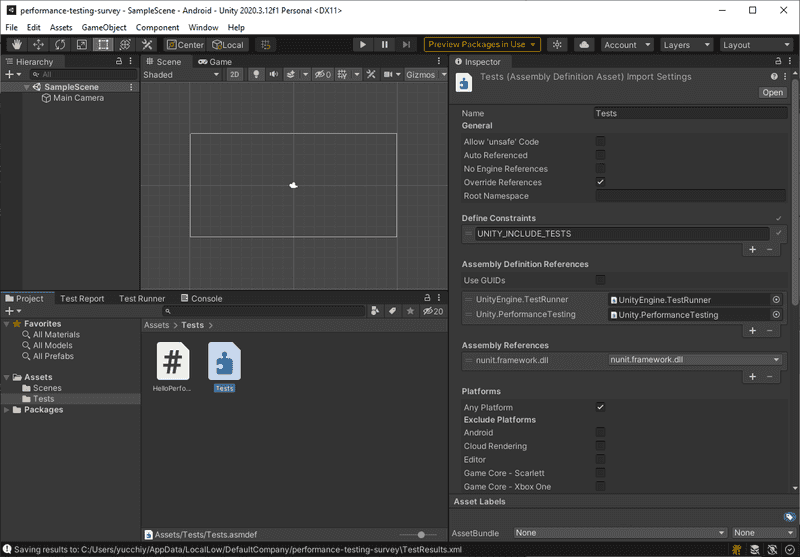 performance-testing-survey - SampleScene - Android - Unity 2020.3.12f1 Personal <DX11>
File Edit Assets GameObject Component Window Help
Center Local Preview Packages in Use Account Layers Layout
Hierarchy
All
SampleScene
Main Camera
Scene Game
Shaded 2D 0 Gizmos
Inspector
Tests (Assembly Definition Asset) Import Settings
Open
Name Tests
General
Allow 'unsafe' Code
Auto Referenced
No Engine References
Override References
Root Namespace
Define Constraints
UNITY_INCLUDE_TESTS
Assembly Definition References
Use GUIDs
UnityEngine.TestRunner UnityEngine.TestRunner
Unity.PerformanceTesting Unity.PerformanceTesting
Assembly References
nunit.framework.dll nunit.framework.dll
Platforms
Any Platform
Exclude Platforms
Android
Cloud Rendering
Editor
Game Core - Scarlett
Game Core - Xbox One
Asset Labels
AssetBundle None None
Project Test Report Test Runner Console
20
Favorites
All Materials
All Models
All Prefabs
Assets
Scenes
Tests
Packages
Assets > Tests >
#
HelloPerfo...
Tests
Assets/Tests/Tests.asmdef
Saving results to: C:/Users/yucchiy/AppData/LocalLow/DefaultCompany/performance-testing-survey\TestResults.xml